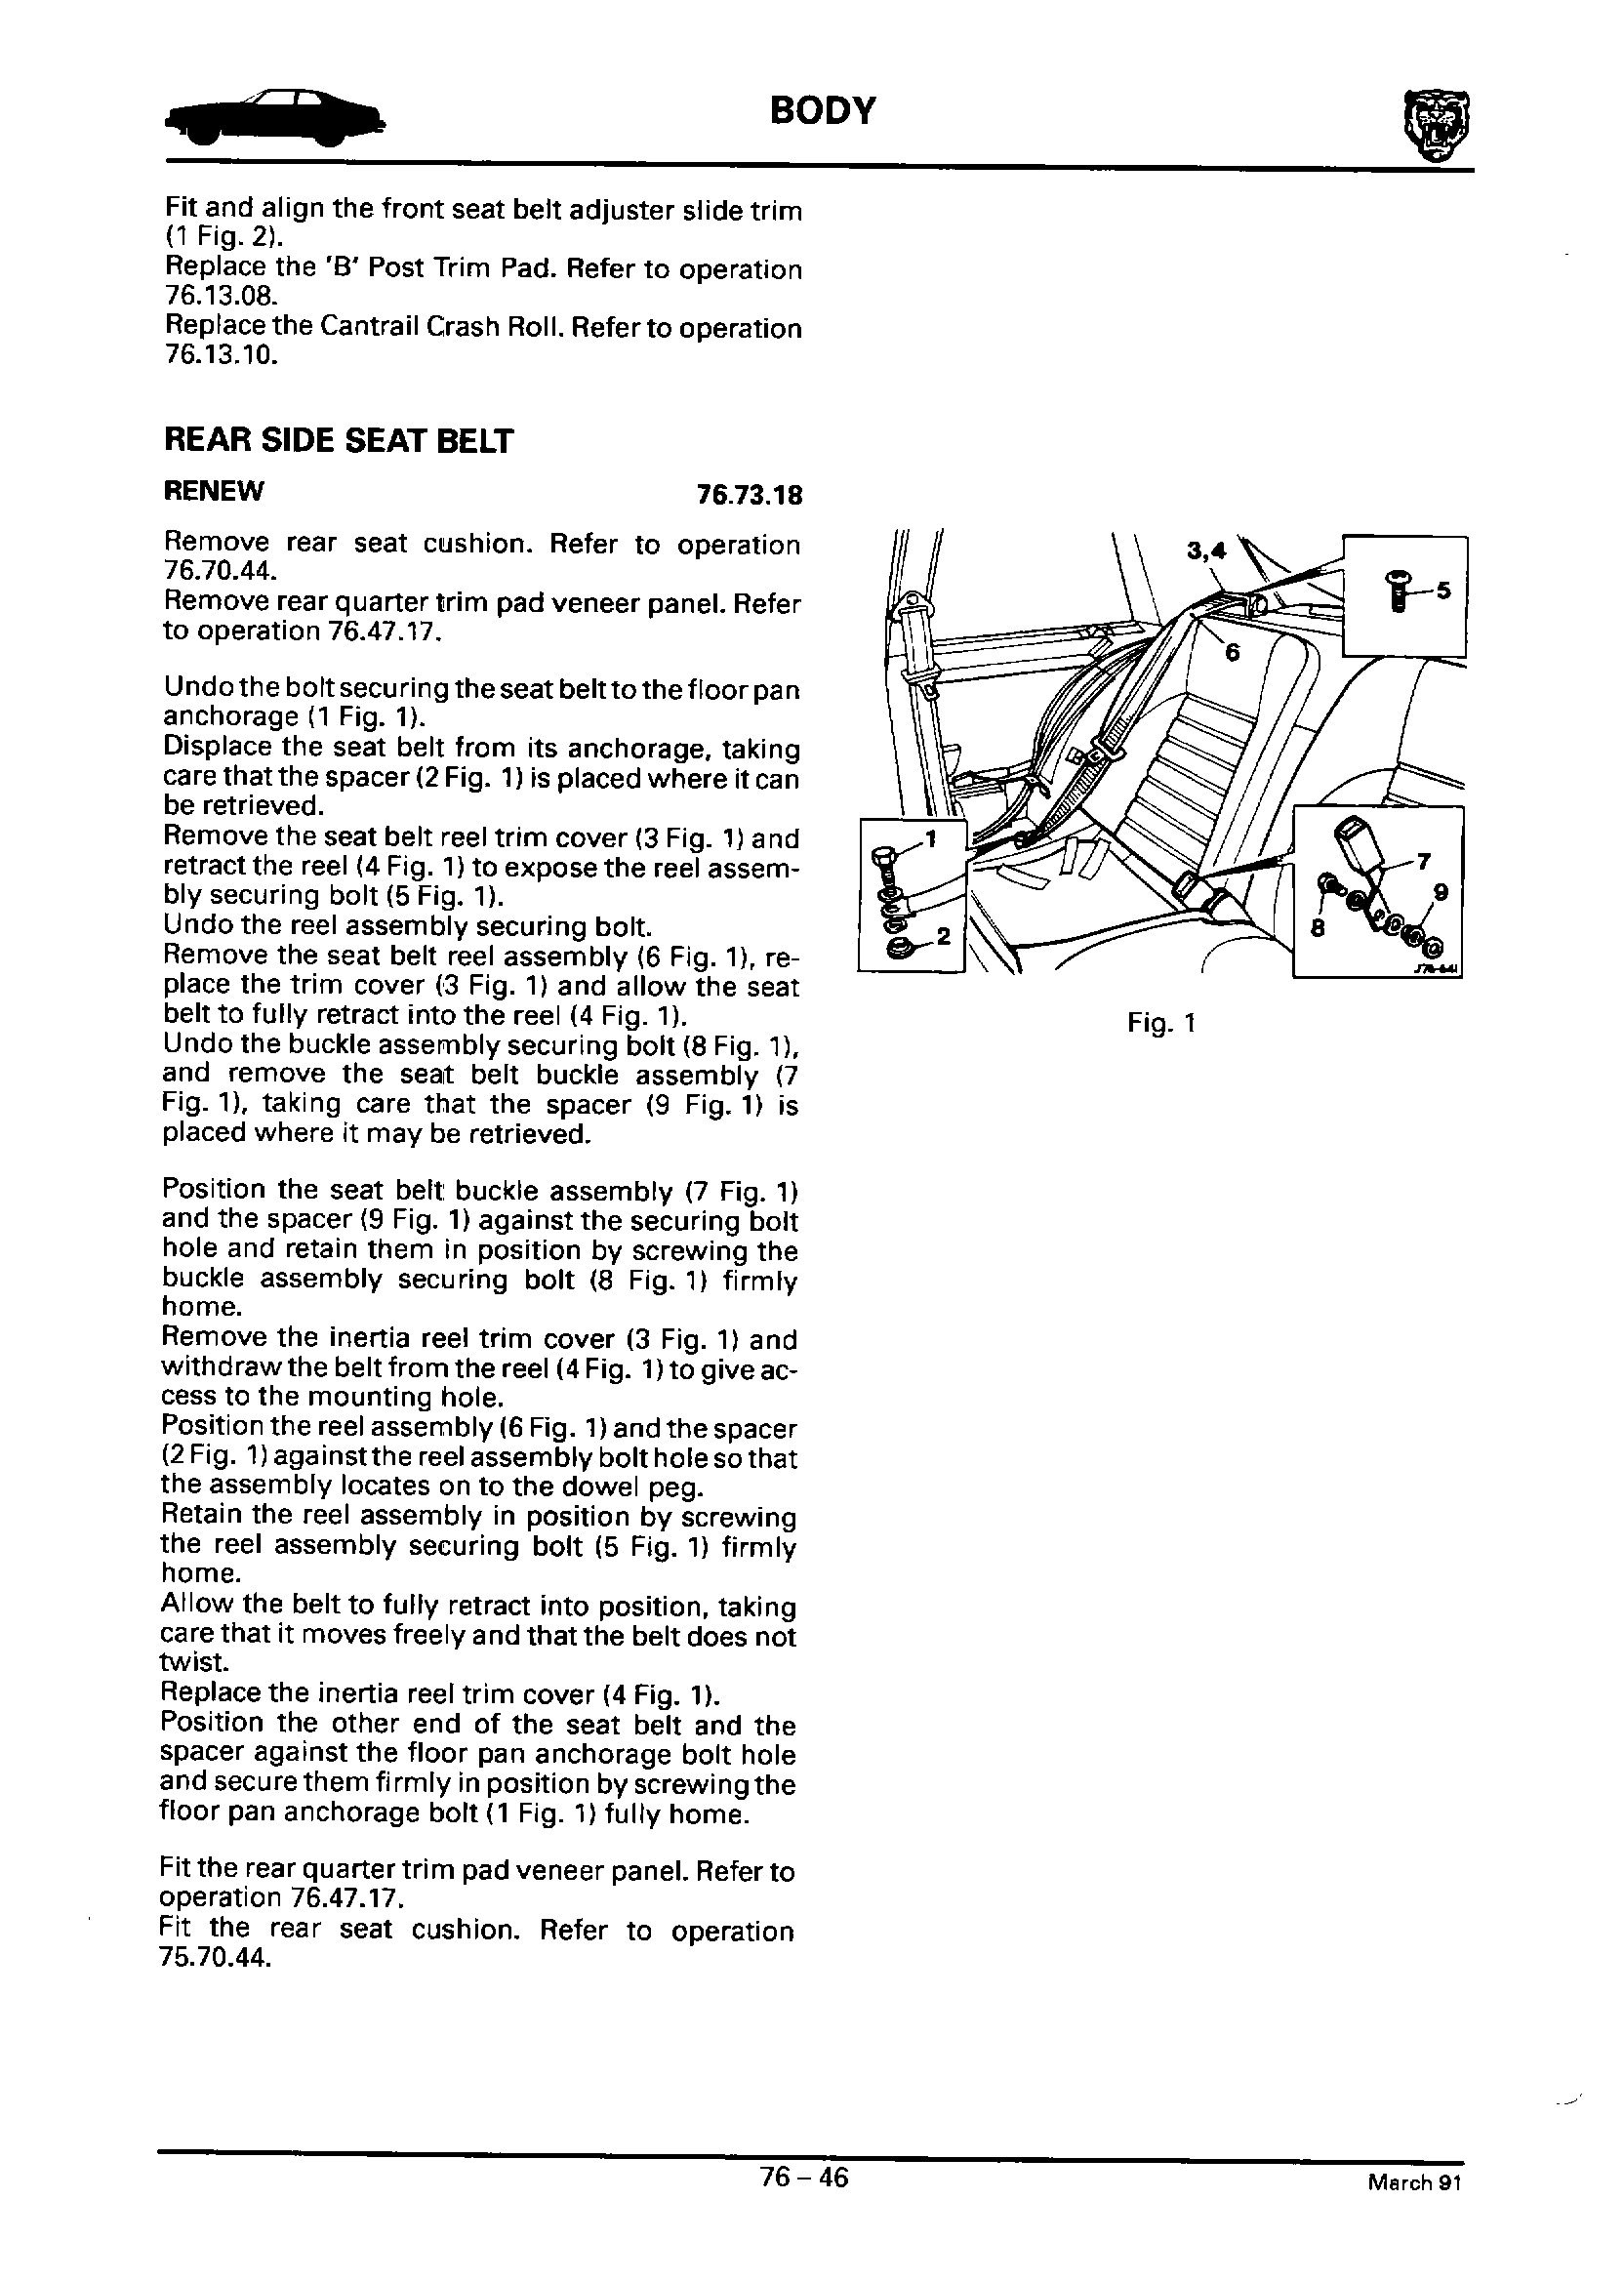 BODY
Fit and align the front seat belt adjuster slide trim
(1 Fig. 2).
Replace the 'B' Post Trim Pad. Refer to operation
76.13.08.
Replace the Cantrail Crash Roll. Refer to operation
76.13.10.
REAR SIDE SEAT BELT
RENEW 76.73.18
Remove rear seat cushion. Refer to operation
76.70.44.
Remove rear quarter trim pad veneer panel. Refer
to operation 76.47.17.
Undo the bolt securing the seat belt to the floor pan
anchorage (1 Fig. 1).
Displace the seat belt from its anchorage, taking
care that the spacer (2 Fig. 1) is placed where it can
be retrieved.
Remove the seat belt reel trim cover (3 Fig. 1) and
retract the reel (4 Fig. 1) to expose the reel assem-
bly securing bolt (5 Fig. 1).
Undo the reel assembly securing bolt.
Remove the seat belt reel assembly (6 Fig. 1), re-
place the trim cover (3 Fig. 1) and allow the seat
belt to fully retract into the reel (4 Fig. 1).
Undo the buckle assembly securing bolt (8 Fig. 1),
and remove the seat belt buckle assembly (7
Fig. 1), taking care that the spacer (9 Fig. 1) is
placed where it may be retrieved.
Position the seat belt buckle assembly (7 Fig. 1)
and the spacer (9 Fig. 1) against the securing bolt
hole and retain them in position by screwing the
buckle assembly securing bolt (8 Fig. 1) firmly
home.
Remove the inertia reel trim cover (3 Fig. 1) and
withdraw the belt from the reel (4 Fig. 1) to give ac-
cess to the mounting hole.
Position the reel assembly (6 Fig. 1) and the spacer
(2 Fig. 1) against the reel assembly bolt hole so that
the assembly locates on to the dowel peg.
Retain the reel assembly in position by screwing
the reel assembly securing bolt (5 Fig. 1) firmly
home.
Allow the belt to fully retract into position, taking
care that it moves freely and that the belt does not
twist.
Replace the inertia reel trim cover (4 Fig. 1).
Position the other end of the seat belt and the
spacer against the floor pan anchorage bolt hole
and secure them firmly in position by screwing the
floor pan anchorage bolt (1 Fig. 1) fully home.
Fit the rear quarter trim pad veneer panel. Refer to
operation 76.47.17.
Fit the rear seat cushion. Refer to operation
75.70.44.
3,4
5
6
1
2
7
9
8
J76-641
Fig. 1
76 – 46
March 91